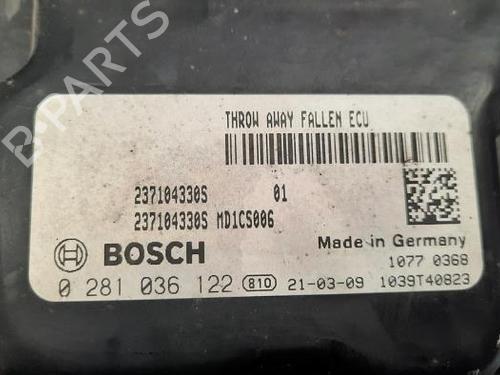 THROW AWAY FALLEN ECU
237104330S 01
237104330S MD1CS006
BOSCH
Made in Germany
1077 0368
0 281 036 122 810 21-03-09 1039T40823
B-PARTS